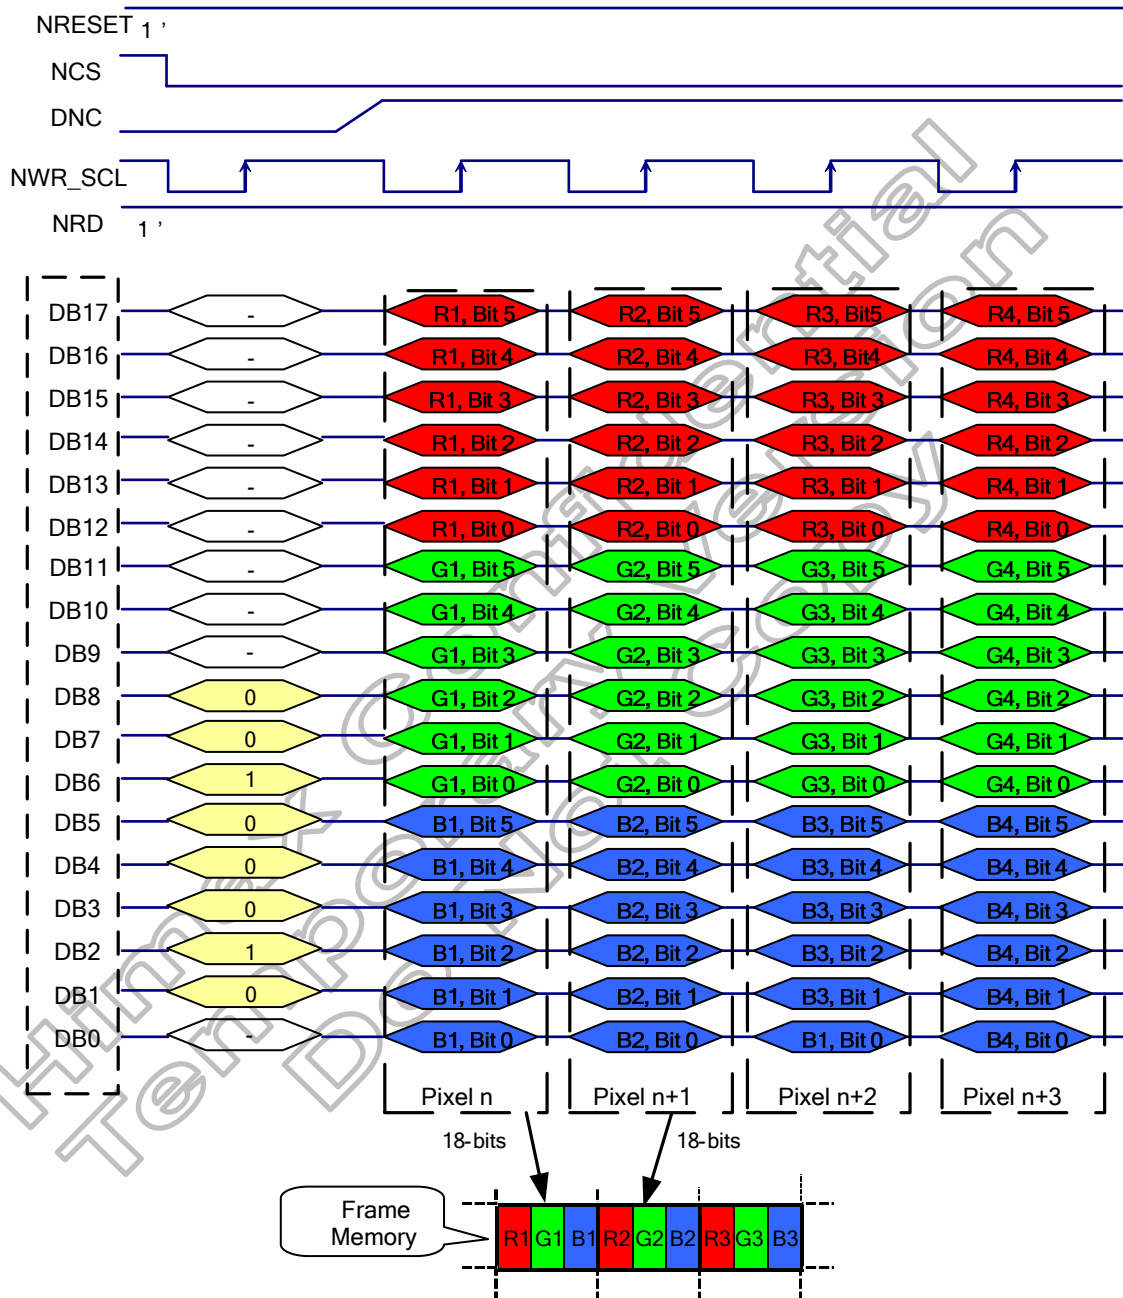 NRESET 1 '
NCS
DNC
NWR_SCL
NRD 1 '
DB17 - R1, Bit 5 R2, Bit 5 R3, Bit5 R4, Bit 5
DB16 - R1, Bit 4 R2, Bit 4 R3, Bit4 R4, Bit 4
DB15 - R1, Bit 3 R2, Bit 3 R3, Bit 3 R4, Bit 3
DB14 - R1, Bit 2 R2, Bit 2 R3, Bit 2 R4, Bit 2
DB13 - R1, Bit 1 R2, Bit 1 R3, Bit 1 R4, Bit 1
DB12 - R1, Bit 0 R2, Bit 0 R3, Bit 0 R4, Bit 0
DB11 - G1, Bit 5 G2, Bit 5 G3, Bit 5 G4, Bit 5
DB10 - G1, Bit 4 G2, Bit 4 G3, Bit 4 G4, Bit 4
DB9 - G1, Bit 3 G2, Bit 3 G3, Bit 3 G4, Bit 3
DB8 0 G1, Bit 2 G2, Bit 2 G3, Bit 2 G4, Bit 2
DB7 0 G1, Bit 1 G2, Bit 1 G3, Bit 1 G4, Bit 1
DB6 1 G1, Bit 0 G2, Bit 0 G3, Bit 0 G4, Bit 0
DB5 0 B1, Bit 5 B2, Bit 5 B3, Bit 5 B4, Bit 5
DB4 0 B1, Bit 4 B2, Bit 4 B3, Bit 4 B4, Bit 4
DB3 0 B1, Bit 3 B2, Bit 3 B3, Bit 3 B4, Bit 3
DB2 1 B1, Bit 2 B2, Bit 2 B3, Bit 2 B4, Bit 2
DB1 0 B1, Bit 1 B2, Bit 1 B3, Bit 1 B4, Bit 1
DB0 - B1, Bit 0 B2, Bit 0 B1, Bit 0 B4, Bit 0
Pixel n Pixel n+1 Pixel n+2 Pixel n+3
18-bits 18-bits
Frame
Memory
R1 G1 B1 R2 G2 B2 R3 G3 B3
Himax Confidential
Temporary Version
Do Not Copy